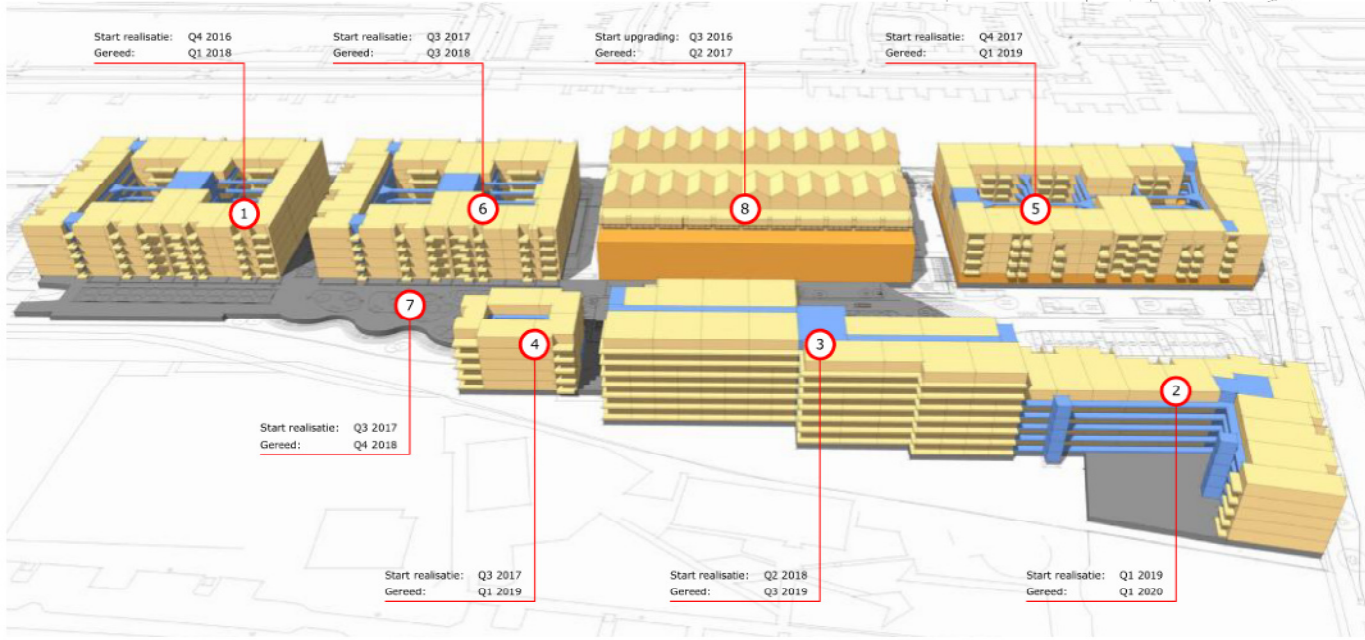 Start realisatie: Q4 2016
Gereed: Q1 2018
Start realisatie: Q3 2017
Gereed: Q3 2018
Start upgrading: Q3 2016
Gereed: Q2 2017
Start realisatie: Q4 2017
Gereed: Q1 2019
1
6
8
5
7
4
3
2
Start realisatie: Q3 2017
Gereed: Q4 2018
Start realisatie: Q3 2017
Gereed: Q1 2019
Start realisatie: Q2 2018
Gereed: Q3 2019
Start realisatie: Q1 2019
Gereed: Q1 2020